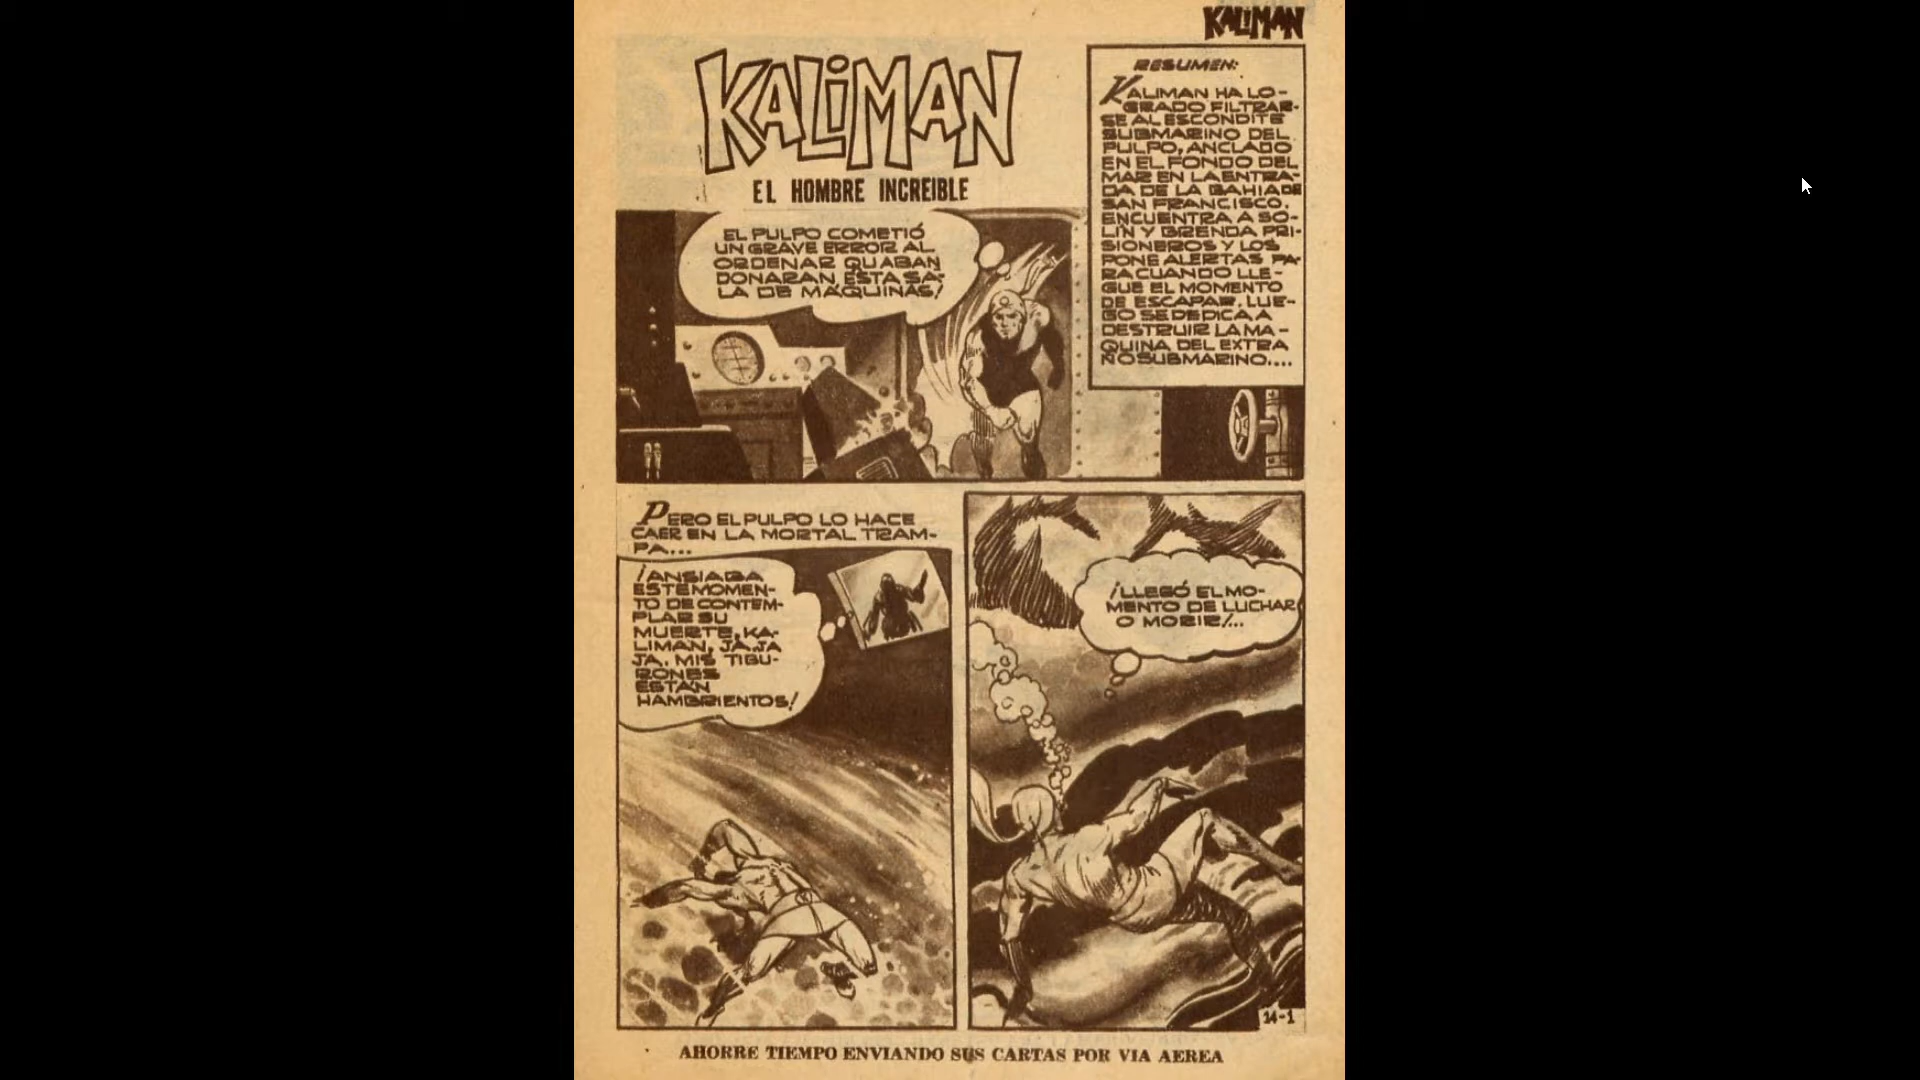 KALIMAN
KALIMAN
EL HOMBRE INCREIBLE
RESUMEN:
KALIMAN HA LO-
GRADO FILTRAR-
SE AL ESCONDITE
SUBMARINO DEL
PULPO, ANCLADO
EN EL FONDO DEL
MAR EN LA ENTRA-
DA DE LA BAHIA DE
SAN FRANCISCO.
ENCUENTRA A SO-
LIN Y BRENDA PRI-
SIONEROS Y LOS
PONE ALERTAS PA-
RA CUANDO LLE-
GUE EL MOMENTO
DE ESCAPAR. LUE-
GO SE DEDICA A
DESTRUIR LA MA-
QUINA DEL EXTRA
ÑO SUBMARINO....
EL PULPO COMETIÓ
UN GRAVE ERROR AL
ORDENAR QU ABAN
DONARAN ESTA SA-
LA DE MÁQUINAS!
PERO EL PULPO LO HACE
CAER EN LA MORTAL TRAM-
PA...
¡ANSIABA
ESTE MOMEN-
TO DE CONTEM-
PLAR SU
MUERTE, KA-
LIMAN, JA JA
JA. MIS TIBU-
RONES
ESTÁN
HAMBRIENTOS!
¡LLEGÓ EL MO-
MENTO DE LUCHAR
O MORIR!...
14-1
AHORRE TIEMPO ENVIANDO SUS CARTAS POR VIA AEREA